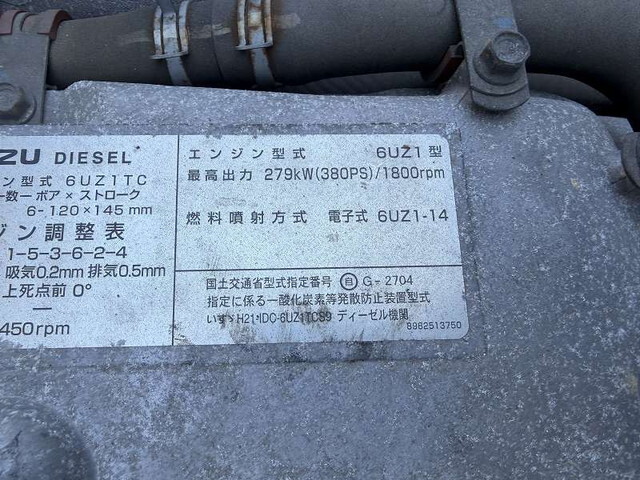 ZU DIESEL
ン型式 6UZ1TC
数ー ボア × ストローク
6-120×145mm
ジン調整表
1-5-3-6-2-4
吸気0.2mm 排気0.5mm
上死点前 0°
—
450rpm
エンジン型式 6UZ1型
最高出力 279kW(380PS)/1800rpm
燃料噴射方式 電子式 6UZ1-14
国土交通省型式指定番号 自 G-2704
指定に係る一酸化炭素等発散防止装置型式
いすゞH21・IDC-6UZ1TCS9 ディーゼル機関
8982513750